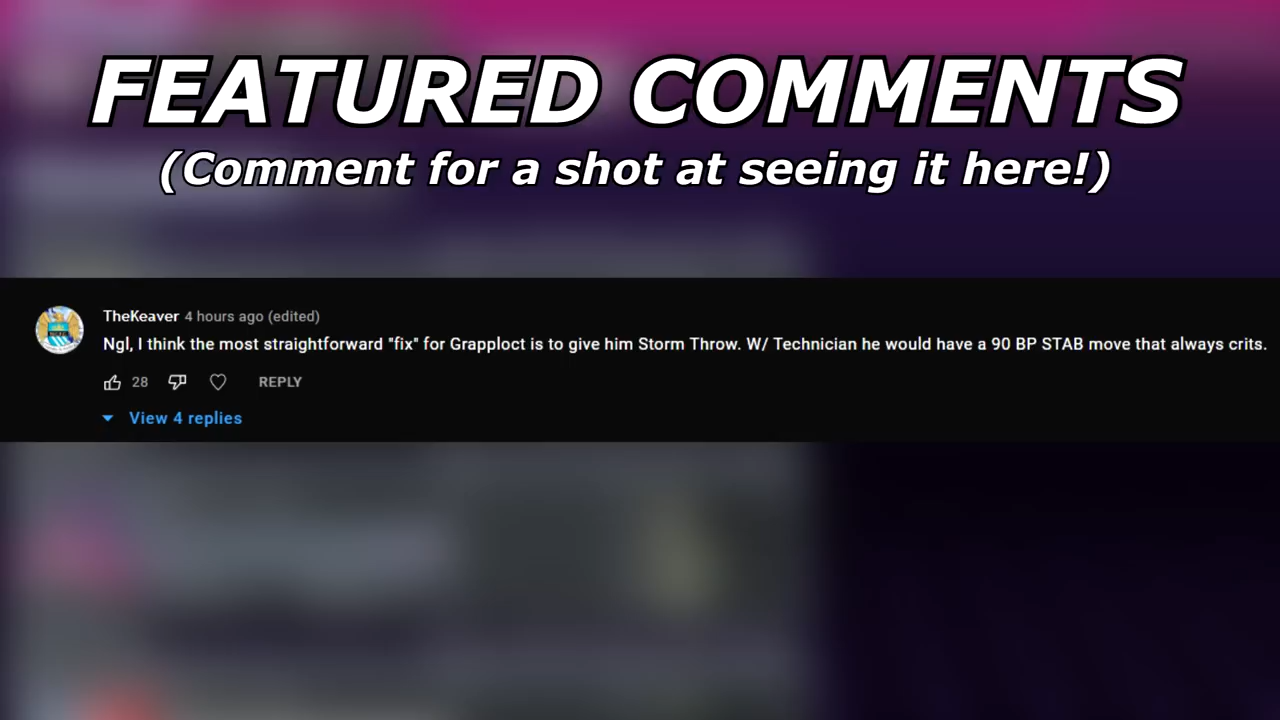 FEATURED COMMENTS
(Comment for a shot at seeing it here!)
TheKeaver 4 hours ago (edited)
Ngl, I think the most straightforward "fix" for Grapploct is to give him Storm Throw. W/ Technician he would have a 90 BP STAB move that always crits.
28 REPLY
View 4 replies